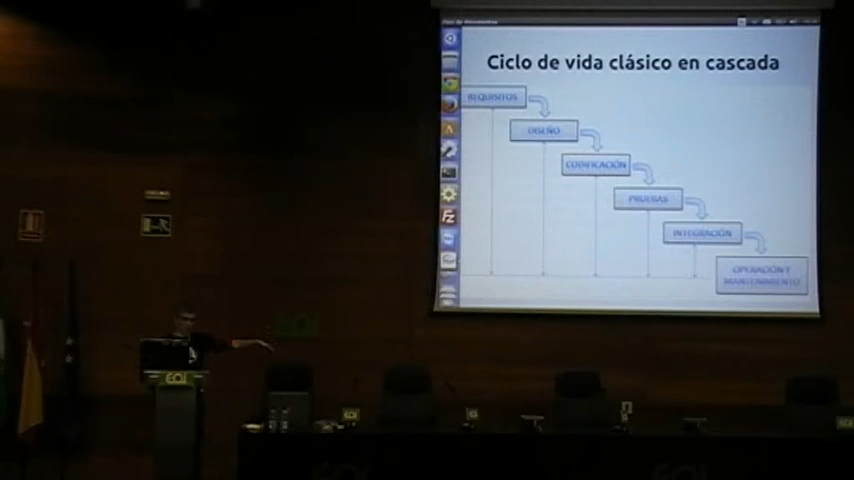 Ciclo de vida clásico en cascada
REQUISITOS
DISEÑO
CODIFICACIÓN
PRUEBAS
INTEGRACIÓN
OPERACIÓN Y
MANTENIMIENTO
EOI